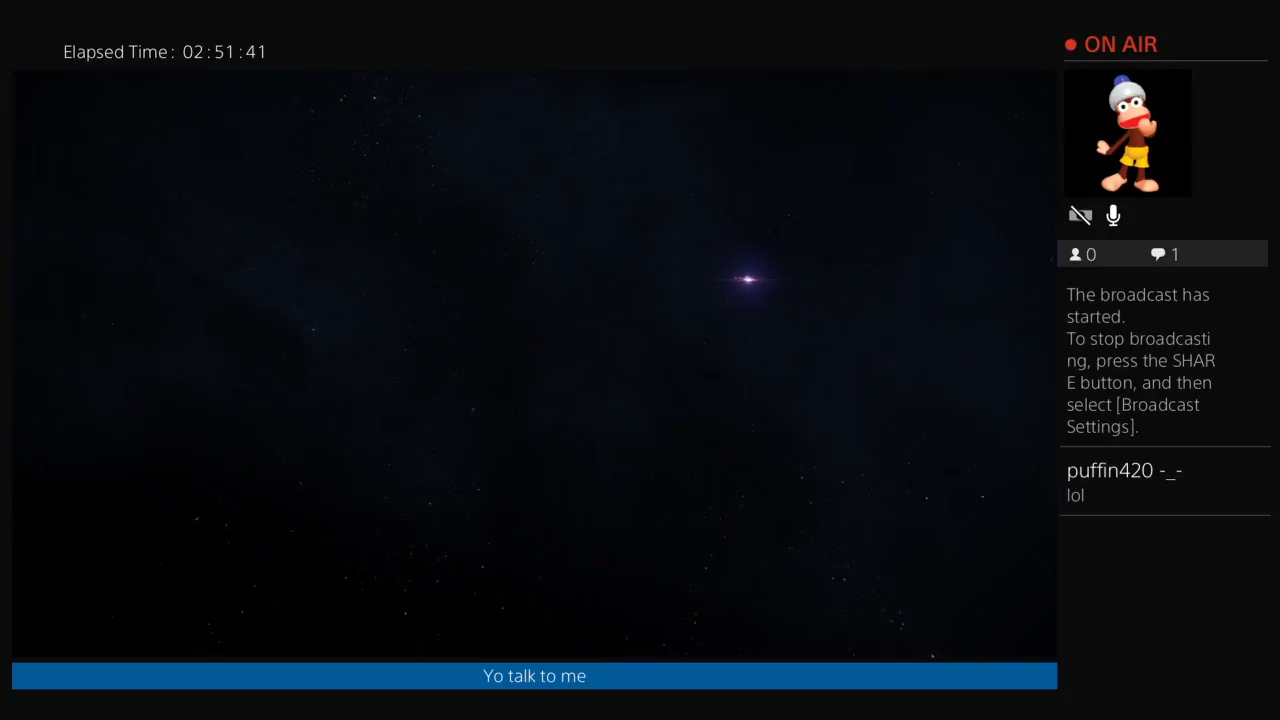 Elapsed Time: 02:51:41
ON AIR
0 1
The broadcast has
started.
To stop broadcasti
ng, press the SHAR
E button, and then
select [Broadcast
Settings].
puffin420 -_-
lol
Yo talk to me